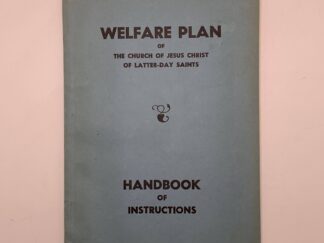 WELFARE PLAN
OF
THE CHURCH OF JESUS CHRIST
OF LATTER-DAY SAINTS
HANDBOOK
OF
INSTRUCTIONS